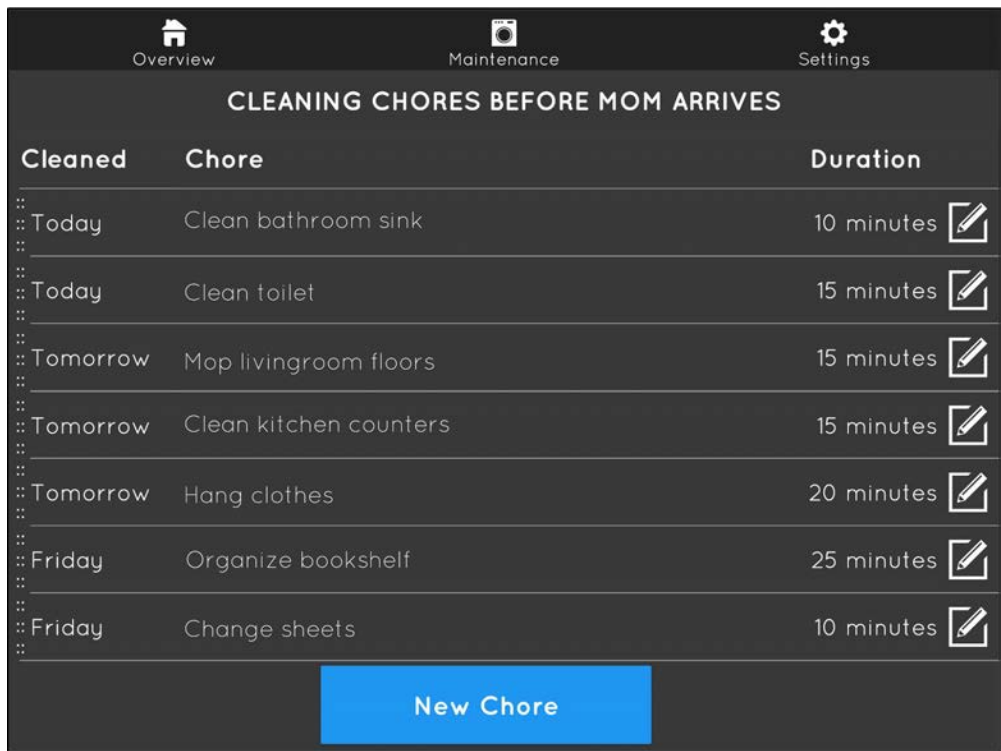 Overview Maintenance Settings
CLEANING CHORES BEFORE MOM ARRIVES
Cleaned Chore Duration
Today Clean bathroom sink 10 minutes
Today Clean toilet 15 minutes
Tomorrow Mop livingroom floors 15 minutes
Tomorrow Clean kitchen counters 15 minutes
Tomorrow Hang clothes 20 minutes
Friday Organize bookshelf 25 minutes
Friday Change sheets 10 minutes
New Chore